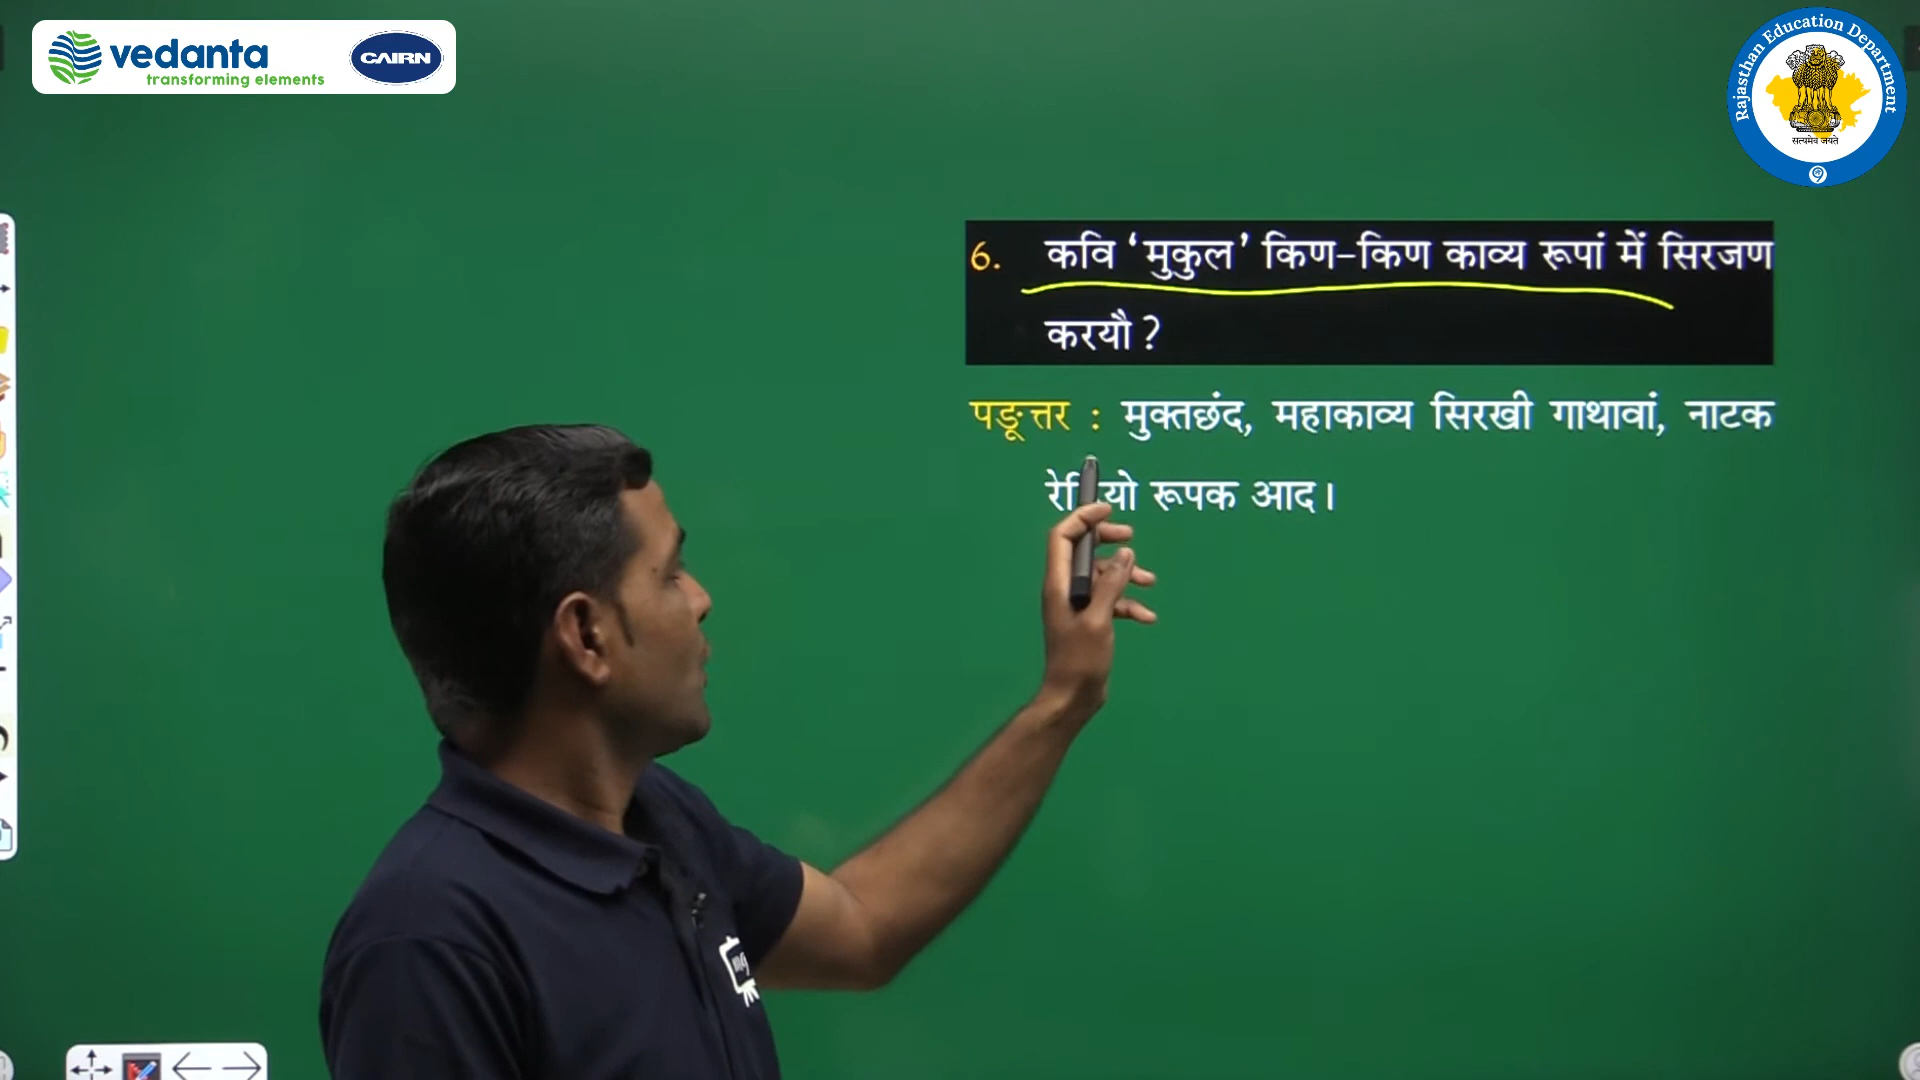 vedanta
transforming elements
CAIRN
Rajasthan Education Department
सत्यमेव जयते
6. कवि ‘मुकुल’ किण-किण काव्य रूपां में सिरजण
करयौ ?
पड़ूत्तर : मुक्तछंद, महाकाव्य सिरखी गाथावां, नाटक
रूपक आद।